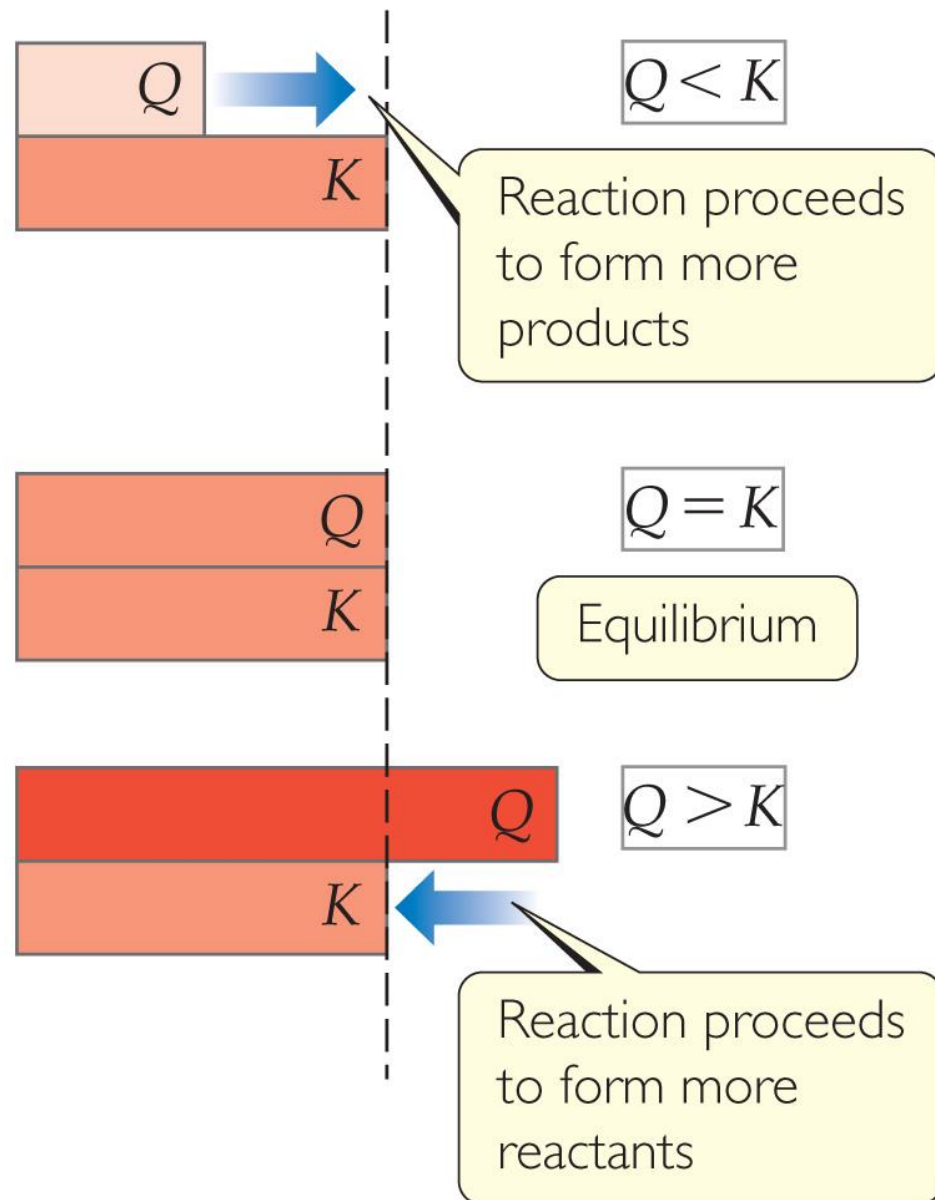 Q
Q < K
K
Reaction proceeds
to form more
products
Q
Q = K
K
Equilibrium
Q
Q > K
K
Reaction proceeds
to form more
reactants